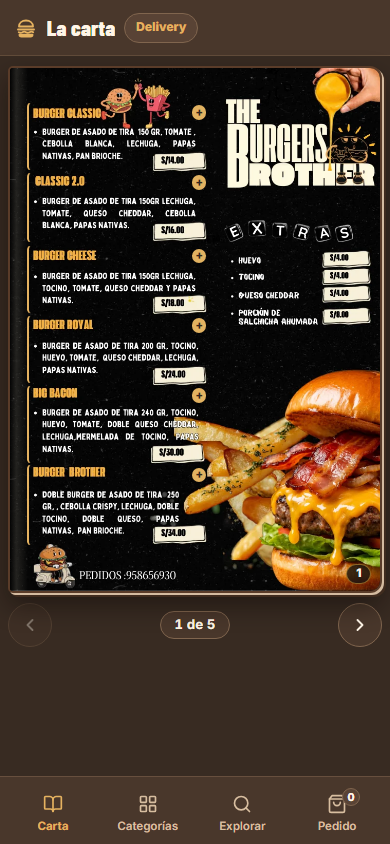 La carta
Delivery
BURGER CLASSIC
BURGER DE ASADO DE TIRA 150 GR, TOMATE ,
CEBOLLA BLANCA, LECHUGA, PAPAS
NATIVAS, PAN BRIOCHE.
S/14.00
CLASSIC 2.0
BURGER DE ASADO DE TIRA 150GR LECHUGA,
TOMATE, QUESO CHEDDAR, CEBOLLA
BLANCA, PAPAS NATIVAS.
S/16.00
BURGER CHEESE
BURGER DE ASADO DE TIRA 150GR LECHUGA,
TOCINO, TOMATE, QUESO CHEDDAR Y PAPAS
NATIVAS.
S/18.00
BURGER ROYAL
BURGER DE ASADO DE TIRA 200 GR, TOCINO,
HUEVO, TOMATE, QUESO CHEDDAR, LECHUGA,
PAPAS NATIVAS.
S/24.00
BIG BACON
BURGER DE ASADO DE TIRA 240 GR, TOCINO,
HUEVO, TOMATE, DOBLE QUESO CHEDDAR,
LECHUGA,MERMELADA DE TOCINO, PAPAS
NATIVAS.
S/30.00
BURGER BROTHER
DOBLE BURGER DE ASADO DE TIRA 250
GR, , CEBOLLA CRISPY, LECHUGA, DOBLE
TOCINO, DOBLE QUESO, PAPAS
NATIVAS, PAN BRIOCHE.
S/34.00
PEDIDOS :958656930
THE
BURGERS
BROTHER
EXTRAS
HUEVO S/4.00
TOCINO S/4.00
QUESO CHEDDAR S/4.00
PORCIÓN DE
SALCHICHA AHUMADA S/8.00
1
1 de 5
Carta
Categorías
Explorar
0
Pedido